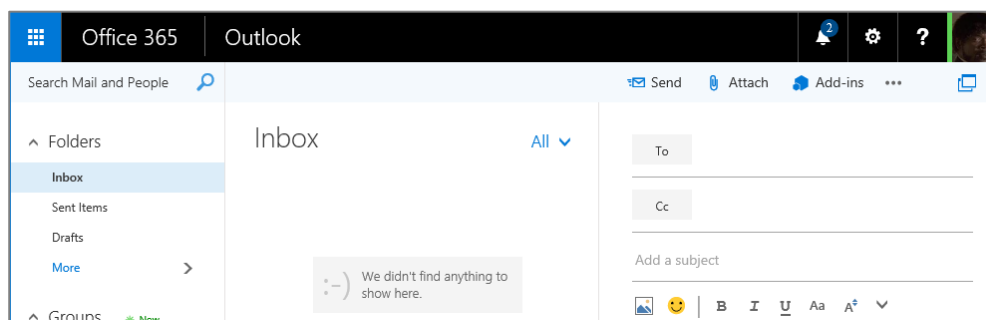 Office 365 Outlook 2 ?
Search Mail and People Send Attach Add-ins
Folders
Inbox
Sent Items
Drafts
More
Groups New
Inbox All
:-) We didn't find anything to
show here.
To
Cc
Add a subject
B I U Aa A